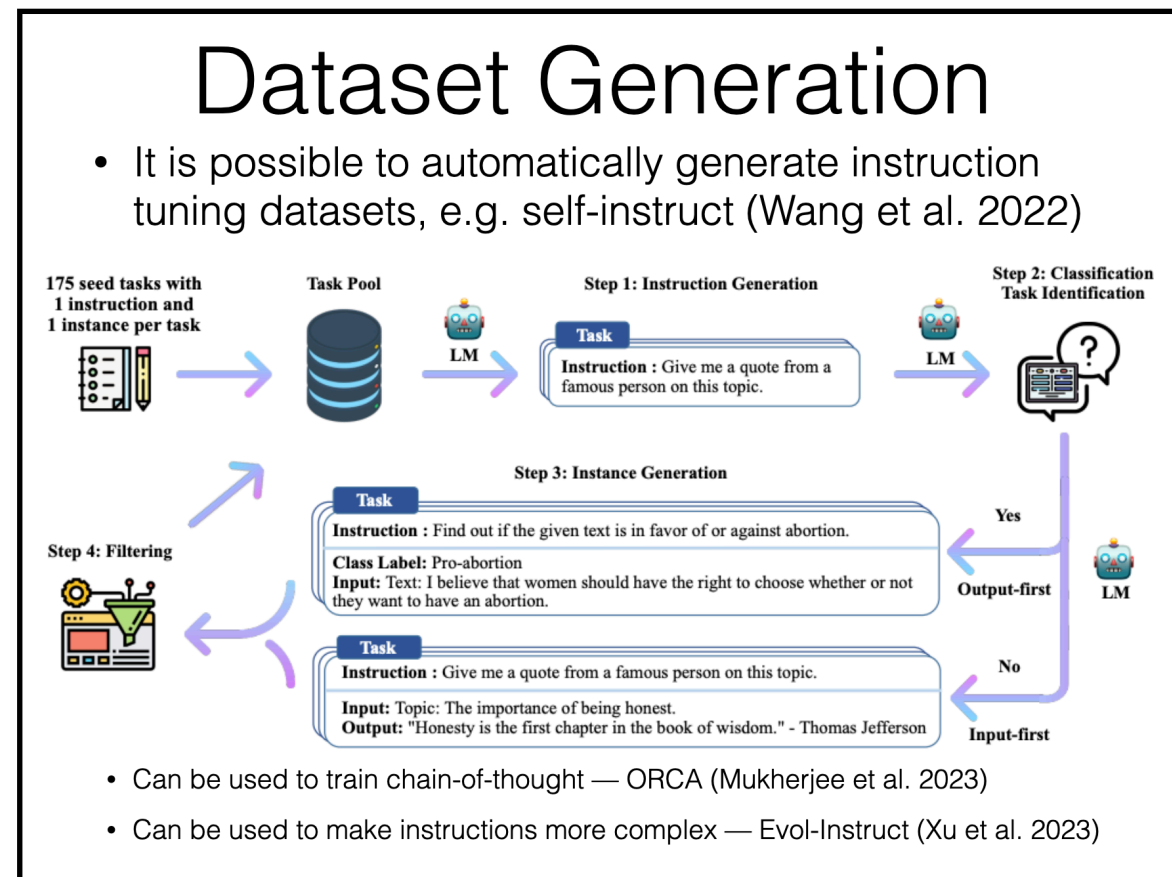 Dataset Generation
• It is possible to automatically generate instruction
tuning datasets, e.g. self-instruct (Wang et al. 2022)
175 seed tasks with
1 instruction and
1 instance per task
Task Pool
LM
Step 1: Instruction Generation
Task
Instruction : Give me a quote from a
famous person on this topic.
LM
Step 2: Classification
Task Identification
?
Step 3: Instance Generation
Task
Instruction : Find out if the given text is in favor of or against abortion.
Class Label: Pro-abortion
Input: Text: I believe that women should have the right to choose whether or not
they want to have an abortion.
Yes
Output-first
LM
Task
Instruction : Give me a quote from a famous person on this topic.
Input: Topic: The importance of being honest.
Output: "Honesty is the first chapter in the book of wisdom." - Thomas Jefferson
No
Input-first
Step 4: Filtering
• Can be used to train chain-of-thought — ORCA (Mukherjee et al. 2023)
• Can be used to make instructions more complex — Evol-Instruct (Xu et al. 2023)